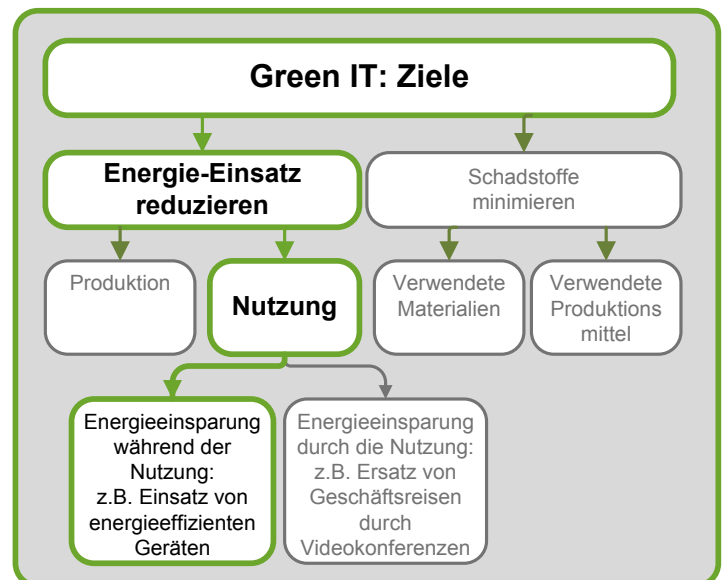 Green IT: Ziele
Energie-Einsatz
reduzieren
Schadstoffe
minimieren
Produktion
Nutzung
Verwendete
Materialien
Verwendete
Produktions
mittel
Energieeinsparung
während der
Nutzung:
z.B. Einsatz von
energieeffizienten
Geräten
Energieeinsparung
durch die Nutzung:
z.B. Ersatz von
Geschäftsreisen
durch
Videokonferenzen